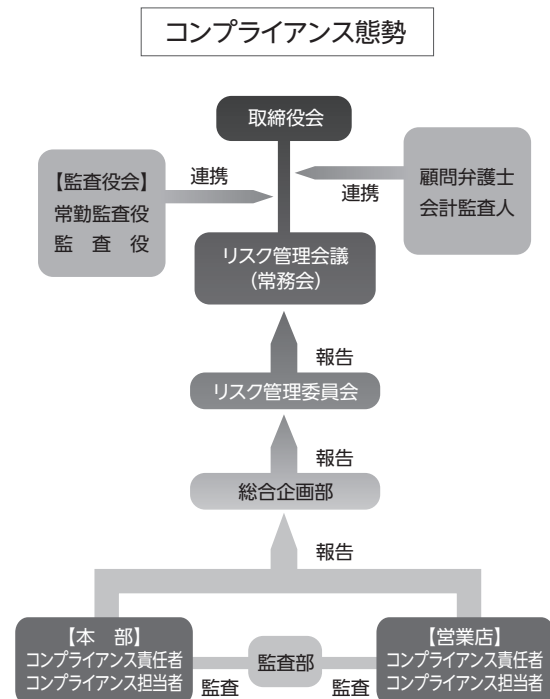 コンプライアンス態勢
取締役会
【監査役会】
常勤監査役
監　査　役
連携
連携
顧問弁護士
会計監査人
リスク管理会議
(常務会)
報告
リスク管理委員会
報告
総合企画部
報告
【本　部】
コンプライアンス責任者
コンプライアンス担当者
監査
監査部
監査
【営業店】
コンプライアンス責任者
コンプライアンス担当者